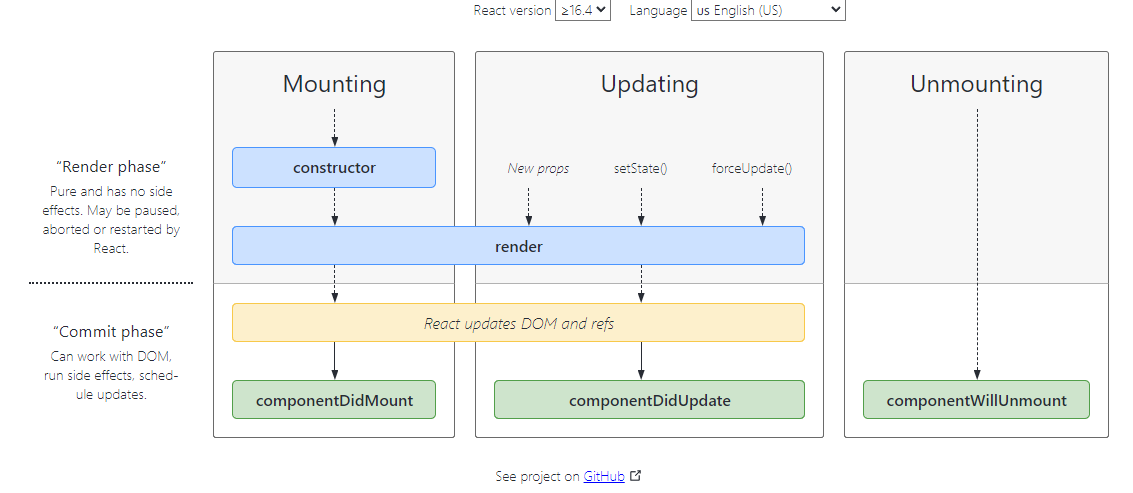 React version ≥16.4 Language us English (US)
Mounting
Updating
Unmounting
“Render phase”
Pure and has no side
effects. May be paused,
aborted or restarted by
React.
constructor
New props
setState()
forceUpdate()
render
“Commit phase”
Can work with DOM,
run side effects, sched-
ule updates.
React updates DOM and refs
componentDidMount
componentDidUpdate
componentWillUnmount
See project on GitHub